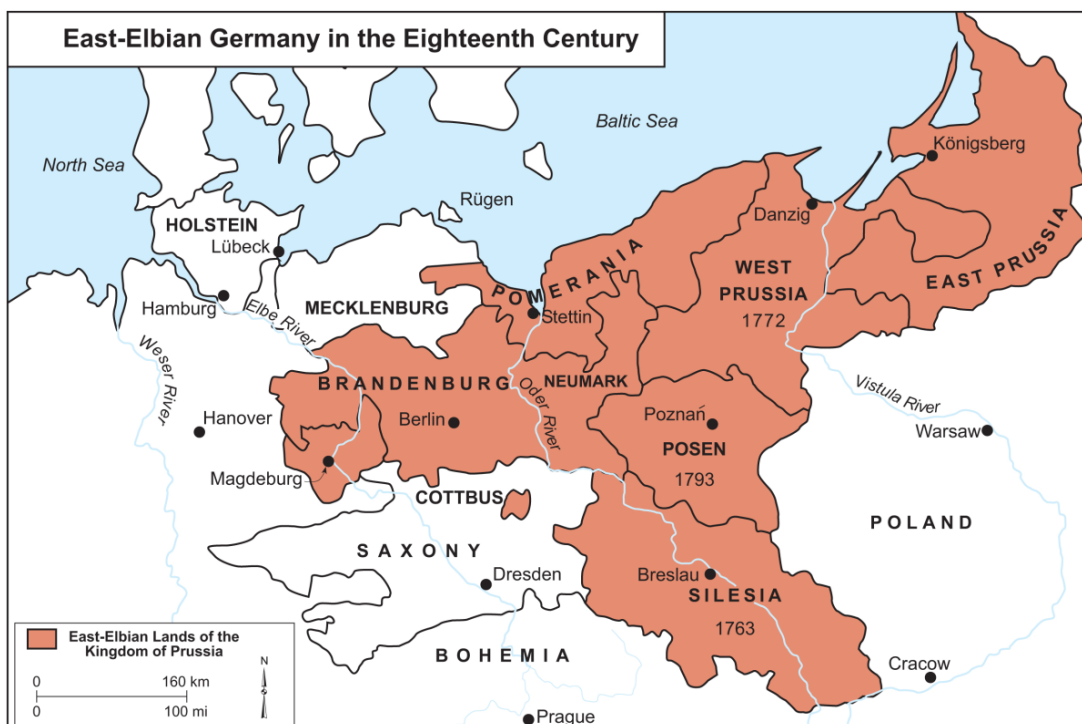 East-Elbian Germany in the Eighteenth Century
North Sea
Baltic Sea
Königsberg
Rügen
Danzig
HOLSTEIN
Lübeck
EAST PRUSSIA
POMERANIA
WEST
PRUSSIA
1772
Hamburg
Elbe River
MECKLENBURG
Stettin
Weser River
BRANDENBURG
NEUMARK
Oder River
Vistula River
Hanover
Berlin
Poznań
Warsaw
POSEN
1793
Magdeburg
COTTBUS
POLAND
SAXONY
Dresden
Breslau
SILESIA
1763
East-Elbian Lands of the
Kingdom of Prussia
BOHEMIA
Cracow
N
0 160 km
0 100 mi
Prague